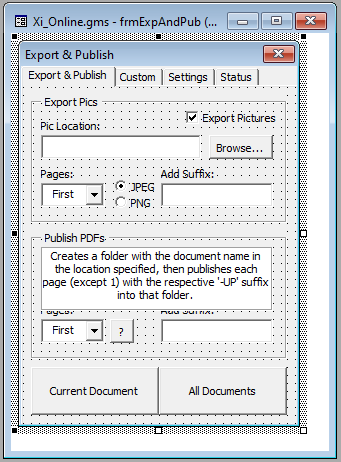 Xi_Online.gms - frmExpAndPub (...
Export & Publish
Export & Publish Custom Settings Status
Export Pics
Export Pictures
Pic Location:
Browse...
Pages: JPEG Add Suffix:
First PNG
Publish PDFs
Creates a folder with the document name in
the location specified, then publishes each
page (except 1) with the respective '-UP' suffix
into that folder.
Pages: Add Suffix:
First ?
Current Document All Documents